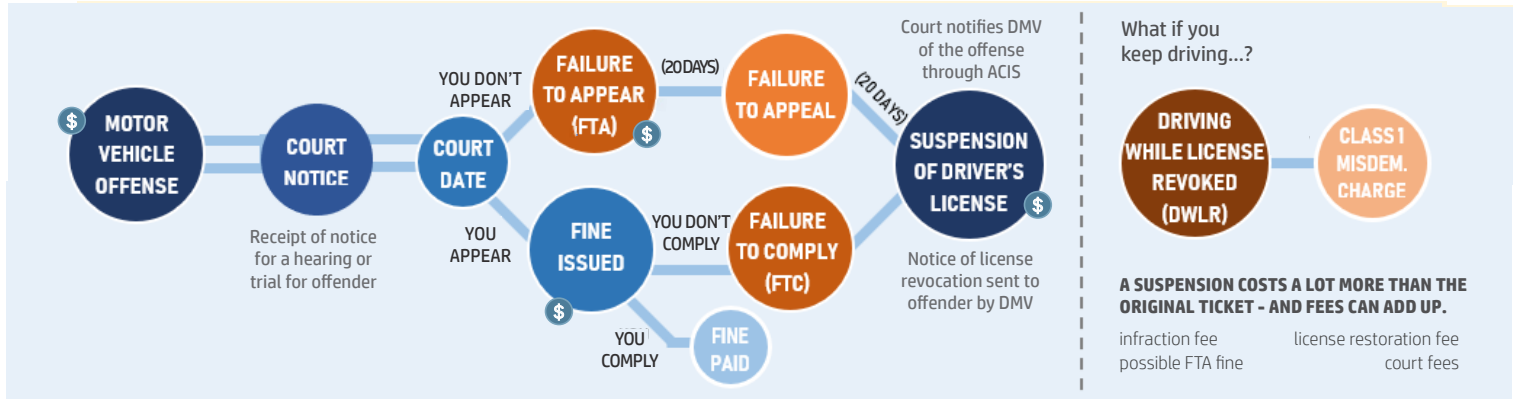 $
MOTOR
VEHICLE
OFFENSE
COURT
NOTICE
Receipt of notice
for a hearing or
trial for offender
COURT
DATE
YOU DON'T
APPEAR
FAILURE
TO APPEAR
(FTA)
$
(20 DAYS)
FAILURE
TO APPEAL
(20 DAYS)
YOU
APPEAR
FINE
ISSUED
$
YOU DON'T
COMPLY
FAILURE
TO COMPLY
(FTC)
YOU
COMPLY
FINE
PAID
Court notifies DMV
of the offense
through ACIS
SUSPENSION
OF DRIVER'S
LICENSE
$
Notice of license
revocation sent to
offender by DMV
What if you
keep driving...?
DRIVING
WHILE LICENSE
REVOKED
(DWLR)
CLASS 1
MISDEM.
CHARGE
A SUSPENSION COSTS A LOT MORE THAN THE
ORIGINAL TICKET - AND FEES CAN ADD UP.
infraction fee
possible FTA fine
license restoration fee
court fees